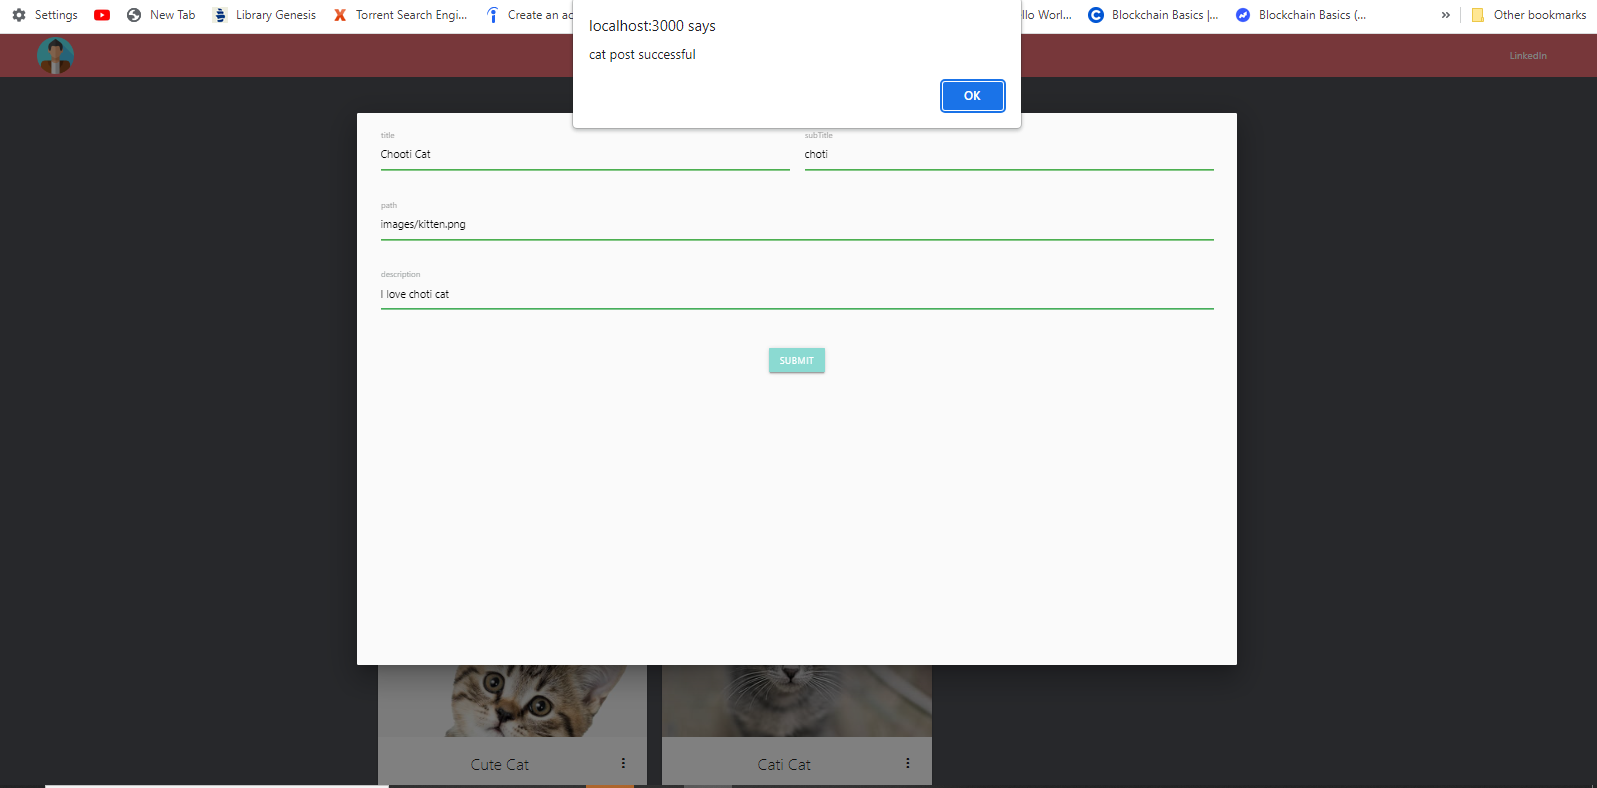 Settings New Tab Library Genesis Torrent Search Engi... Create an ac llo Worl... Blockchain Basics |... Blockchain Basics (... » Other bookmarks
localhost:3000 says
cat post successful
OK
LinkedIn
title subTitle
Chooti Cat choti
path
images/kitten.png
description
I love choti cat
SUBMIT
Cute Cat Cati Cat